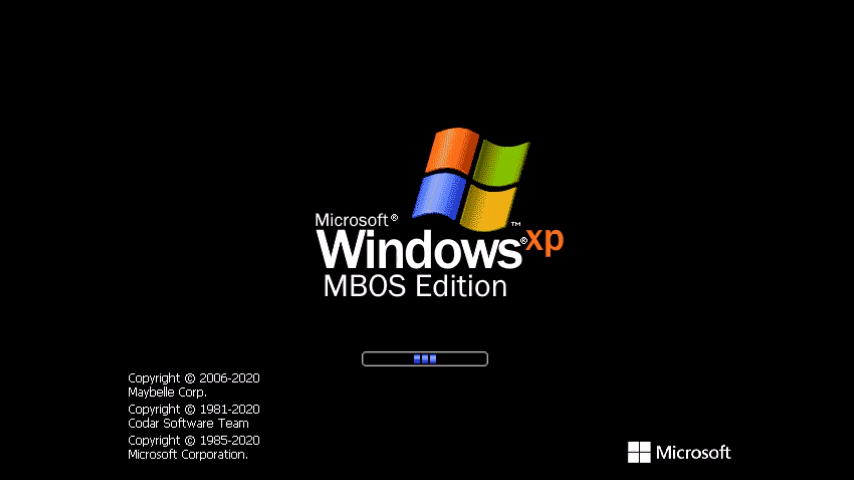 Microsoft®
Windows® xp ™
MBOS Edition
Copyright © 2006-2020
Maybelle Corp.
Copyright © 1981-2020
Codar Software Team
Copyright © 1985-2020
Microsoft Corporation.
Microsoft